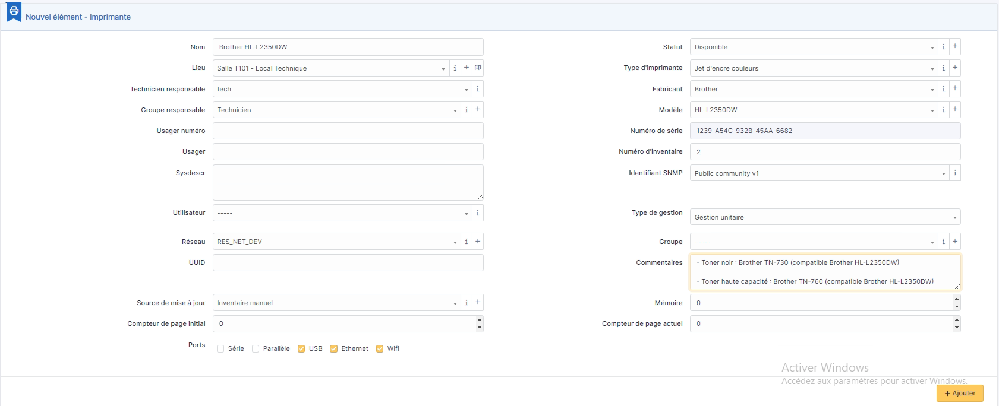 Nouvel élément - Imprimante
Nom Brother HL-L2350DW
Statut Disponible
Lieu Salle T101 - Local Technique
Type d'imprimante Jet d'encre couleurs
Technicien responsable tech
Fabricant Brother
Groupe responsable Technicien
Modèle HL-L2350DW
Usager numéro
Numéro de série 1239-A54C-932B-45AA-6682
Usager
Numéro d'inventaire 2
Sysdescr
Identifiant SNMP Public community v1
Utilisateur -----
Type de gestion Gestion unitaire
Réseau RES_NET_DEV
Groupe -----
UUID
Commentaires - Toner noir : Brother TN-730 (compatible Brother HL-L2350DW)
- Toner haute capacité : Brother TN-760 (compatible Brother HL-L2350DW)
Source de mise à jour Inventaire manuel
Mémoire 0
Compteur de page initial 0
Compteur de page actuel 0
Ports Série Parallèle USB Ethernet Wifi
Activer Windows
Accédez aux paramètres pour activer Windows.
+ Ajouter